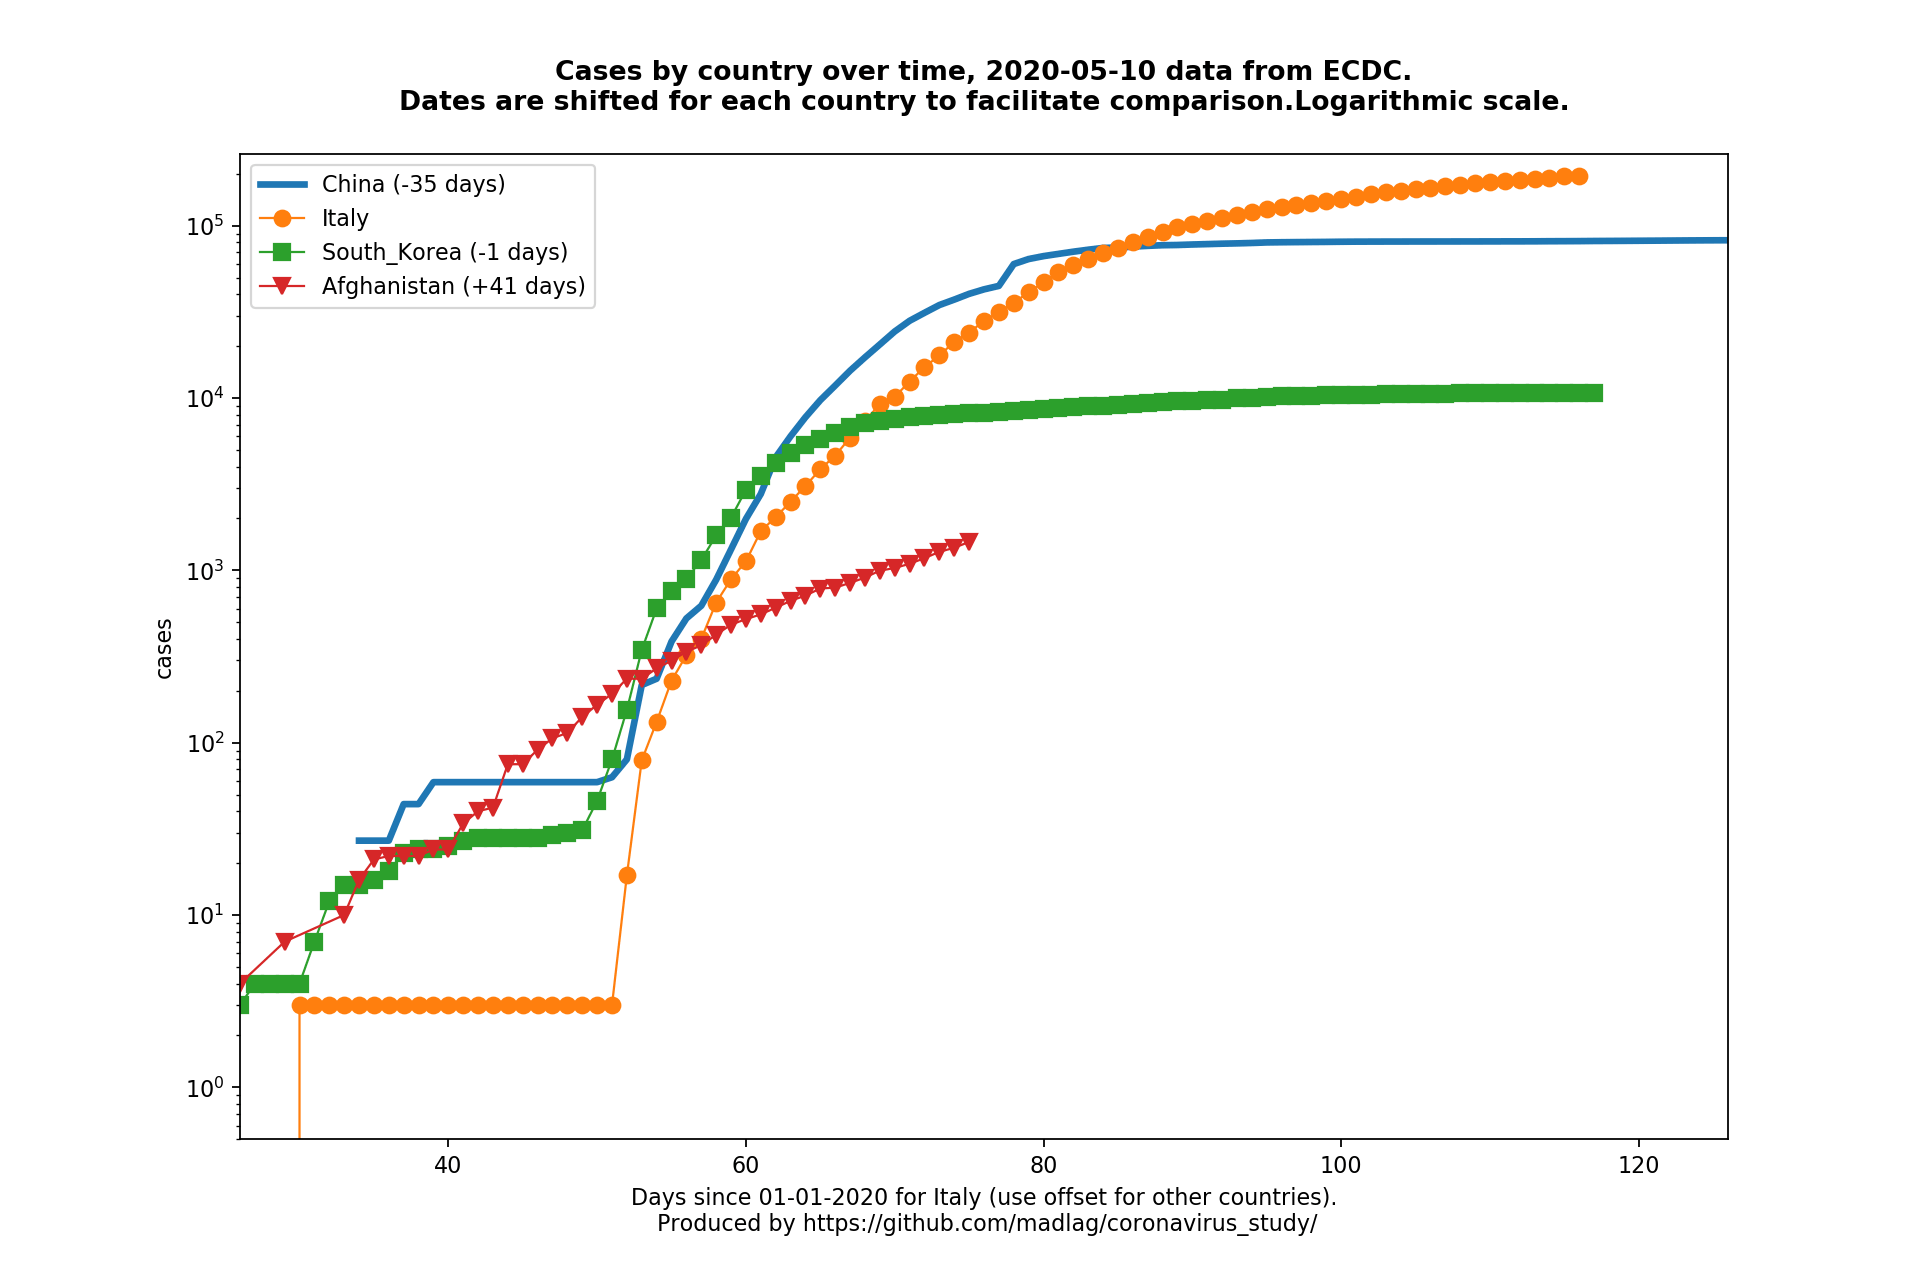 Cases by country over time, 2020-05-10 data from ECDC.
Dates are shifted for each country to facilitate comparison.Logarithmic scale.
China (-35 days)
Italy
South_Korea (-1 days)
Afghanistan (+41 days)
10^5
10^4
10^3
10^2
10^1
10^0
cases
40 60 80 100 120
Days since 01-01-2020 for Italy (use offset for other countries).
Produced by https://github.com/madlag/coronavirus_study/